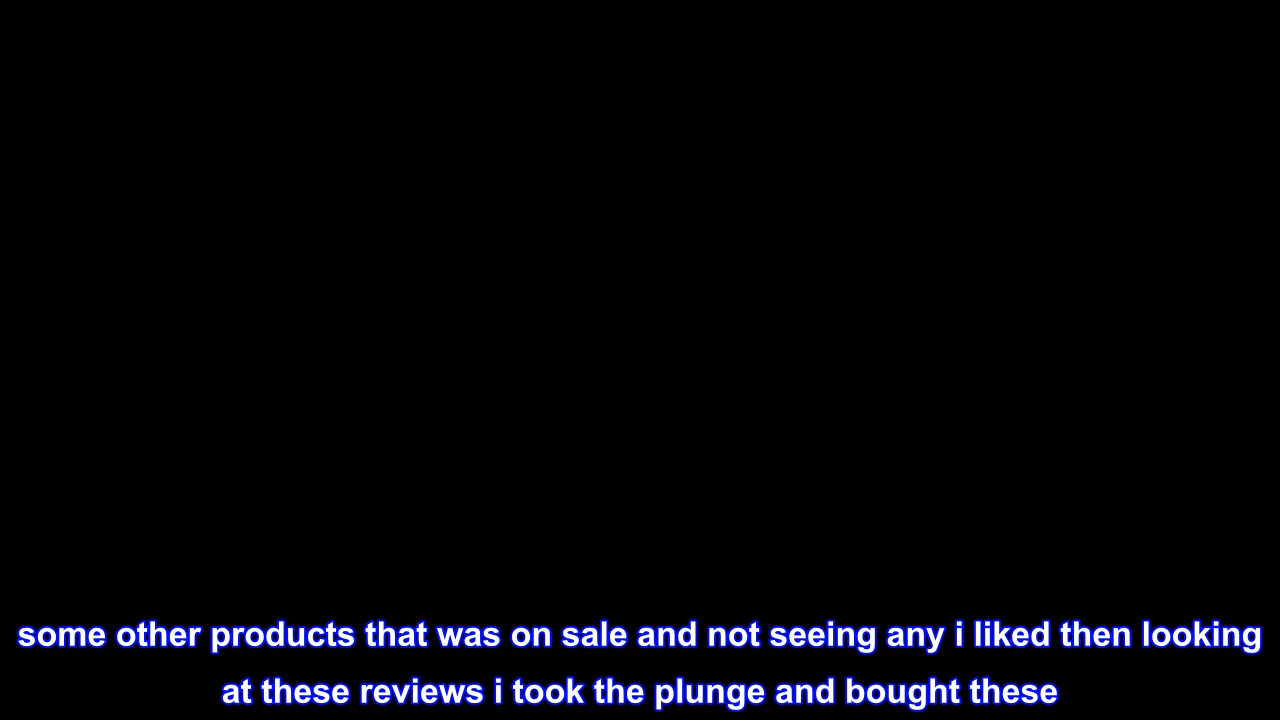 some other products that was on sale and not seeing any i liked then looking
at these reviews i took the plunge and bought these